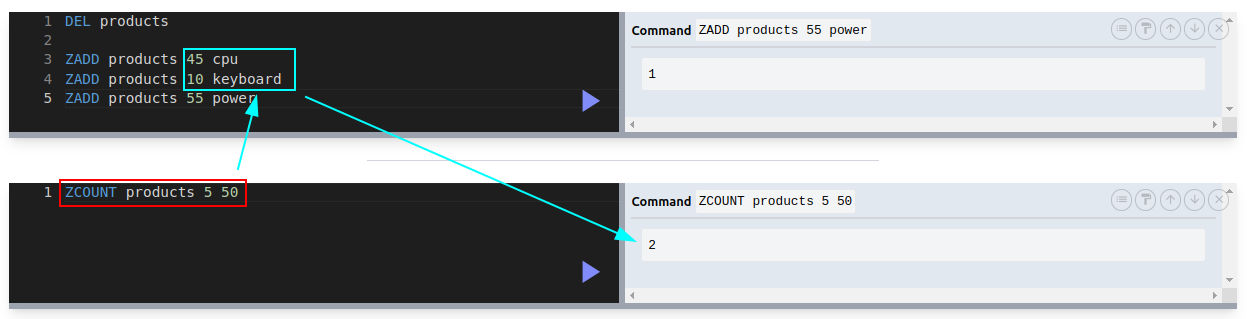 1 DEL products
2
3 ZADD products 45 cpu
4 ZADD products 10 keyboard
5 ZADD products 55 power
Command ZADD products 55 power
1
1 ZCOUNT products 5 50
Command ZCOUNT products 5 50
2